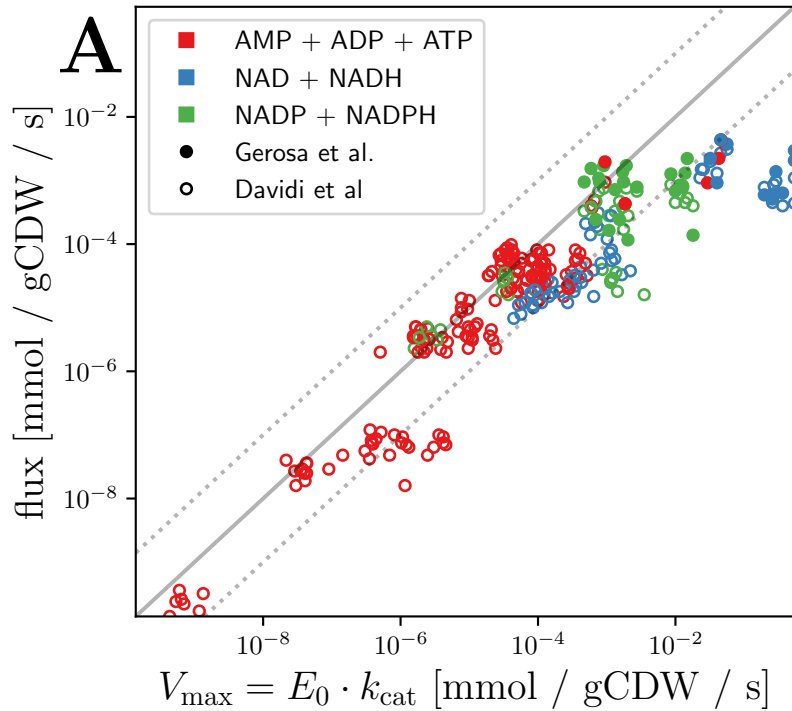 A
AMP + ADP + ATP
NAD + NADH
NADP + NADPH
Gerosa et al.
Davidi et al
flux [mmol / gCDW / s]
10⁻²
10⁻⁴
10⁻⁶
10⁻⁸
10⁻⁸ 10⁻⁶ 10⁻⁴ 10⁻²
V_max = E₀ · k_cat [mmol / gCDW / s]